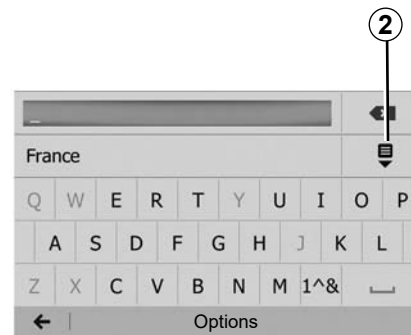 2
_
France
Q W E R T Y U I O P
A S D F G H J K L
Z X C V B N M 1^&
Options